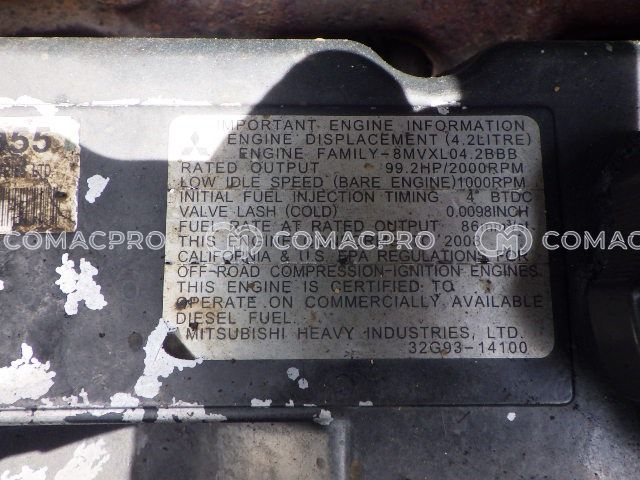 055
LTD
IMPORTANT ENGINE INFORMATION
ENGINE DISPLACEMENT (4.2LITRE)
ENGINE FAMILY-8MVXL04.2BBB
RATED OUTPUT 99.2HP/2000RPM
LOW IDLE SPEED (BARE ENGINE)1000RPM
INITIAL FUEL INJECTION TIMING 4° BTDC
VALVE LASH (COLD) 0.0098INCH
FUEL RATE AT RATED OUTPUT
COMACPRO COMACPRO COMACPRO
THIS ENGINE
CALIFORNIA & U.S. EPA REGULATIONS FOR
OFF-ROAD COMPRESSION-IGNITION ENGINES.
THIS ENGINE IS CERTIFIED TO
OPERATE ON COMMERCIALLY AVAILABLE
DIESEL FUEL.
MITSUBISHI HEAVY INDUSTRIES, LTD.
32G93-14100